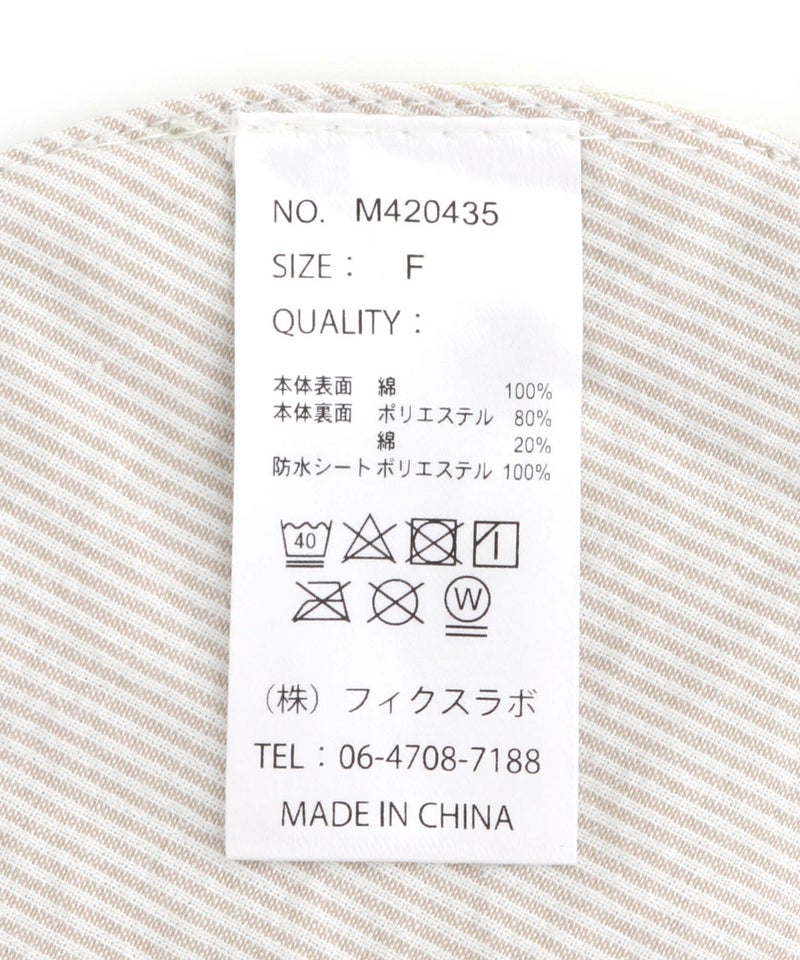 NO. M420435
SIZE： F
QUALITY：
本体表面 綿 100%
本体裏面 ポリエステル 80%
綿 20%
防水シート ポリエステル 100%
40
W
（株）フィクスラボ
TEL：06-4708-7188
MADE IN CHINA